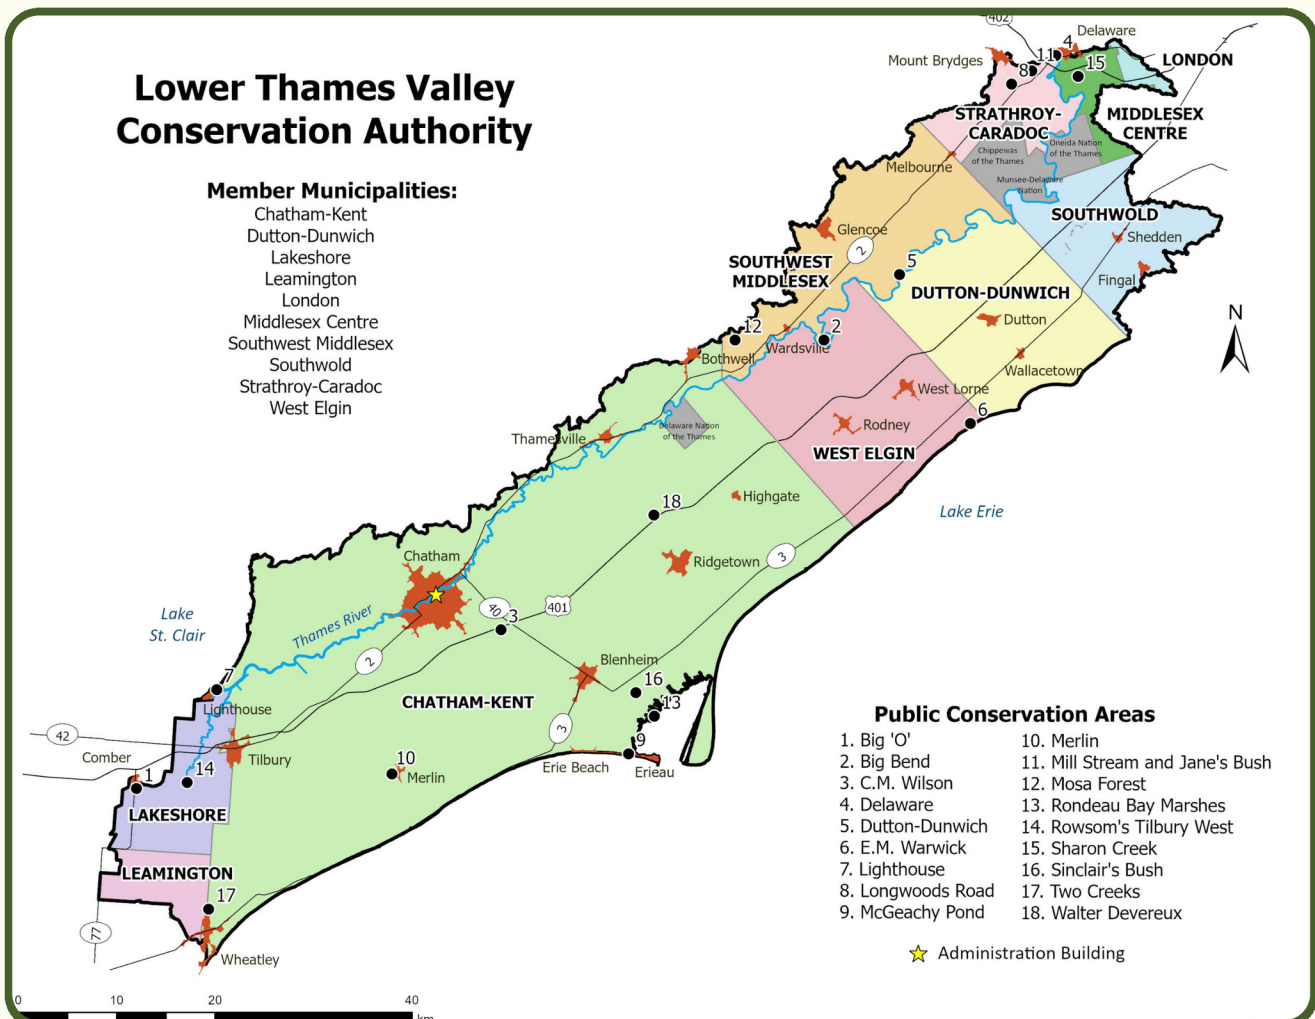 Lower Thames Valley
Conservation Authority
Member Municipalities:
Chatham-Kent
Dutton-Dunwich
Lakeshore
Leamington
London
Middlesex Centre
Southwest Middlesex
Southwold
Strathroy-Caradoc
West Elgin
402
Delaware
4
11
Mount Brydges
8
15
LONDON
STRATHROY-
CARADOC
MIDDLESEX
CENTRE
Chippewas
of the Thames
Oneida Nation
of the Thames
Melbourne
Munsee-Delaware
Nation
SOUTHWOLD
Shedden
Fingal
Glencoe
2
SOUTHWEST
MIDDLESEX
5
DUTTON-DUNWICH
Dutton
Wallacetown
12
Wardsville
2
Bothwell
West Lorne
6
Rodney
WEST ELGIN
Delaware Nation
of the Thames
Thamesville
Highgate
18
Lake Erie
N
Ridgetown
3
Chatham
401
40
3
Lake
St. Clair
Thames River
2
Blenheim
16
13
CHATHAM-KENT
7
Lighthouse
42
3
9
Comber
Tilbury
10
Merlin
Erie Beach
Erieau
1
14
LAKESHORE
LEAMINGTON
17
77
Wheatley
Public Conservation Areas
1. Big 'O'
2. Big Bend
3. C.M. Wilson
4. Delaware
5. Dutton-Dunwich
6. E.M. Warwick
7. Lighthouse
8. Longwoods Road
9. McGeachy Pond
10. Merlin
11. Mill Stream and Jane's Bush
12. Mosa Forest
13. Rondeau Bay Marshes
14. Rowsom's Tilbury West
15. Sharon Creek
16. Sinclair's Bush
17. Two Creeks
18. Walter Devereux
Administration Building
0 10 20 40
km